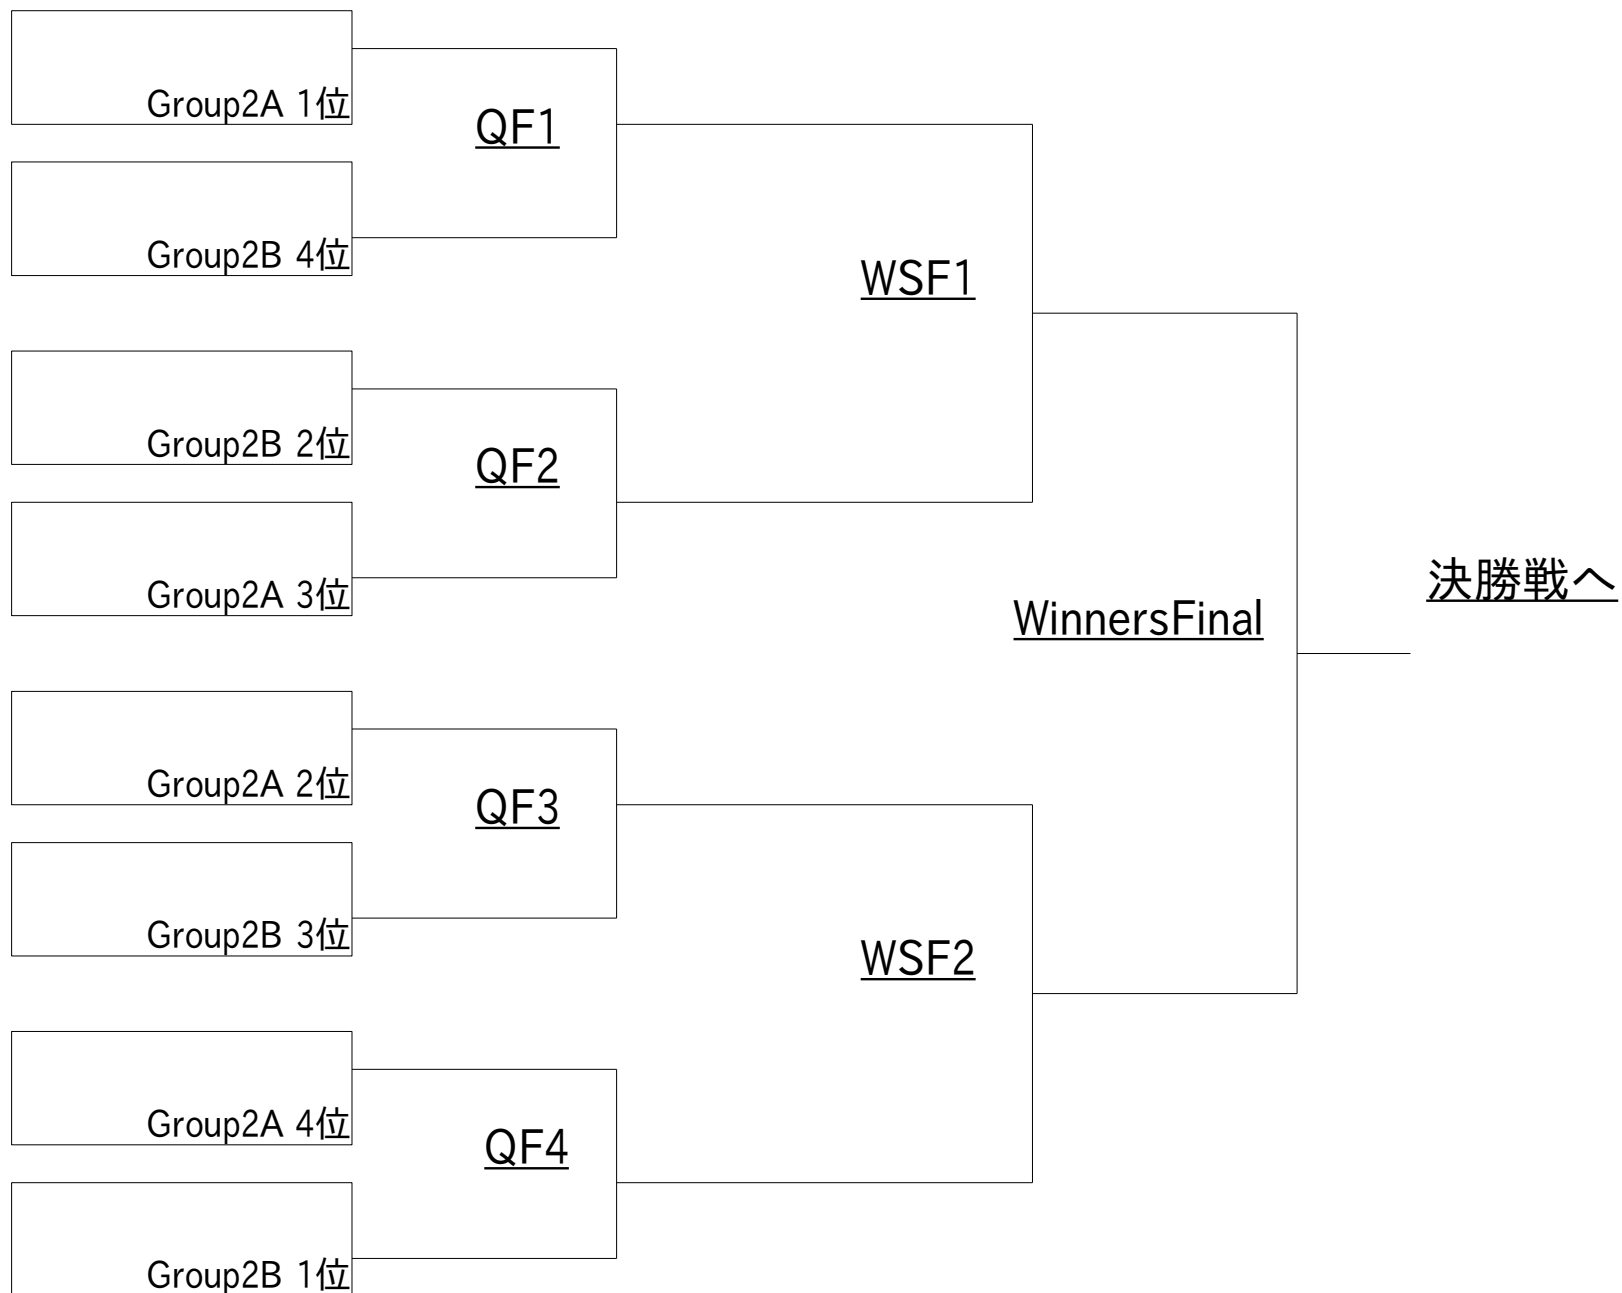 Group2A 1位
QF1
Group2B 4位
WSF1
Group2B 2位
QF2
Group2A 3位
決勝戦へ
WinnersFinal
Group2A 2位
QF3
Group2B 3位
WSF2
Group2A 4位
QF4
Group2B 1位